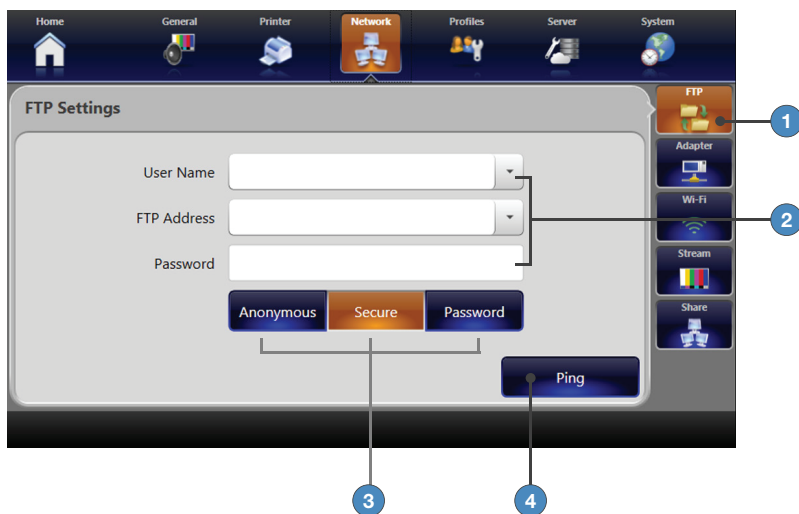 Home General Printer Network Profiles Server System
FTP Settings
FTP
1
Adapter
User Name
Wi-Fi
FTP Address
2
Password
Stream
Anonymous Secure Password
Share
Ping
3 4